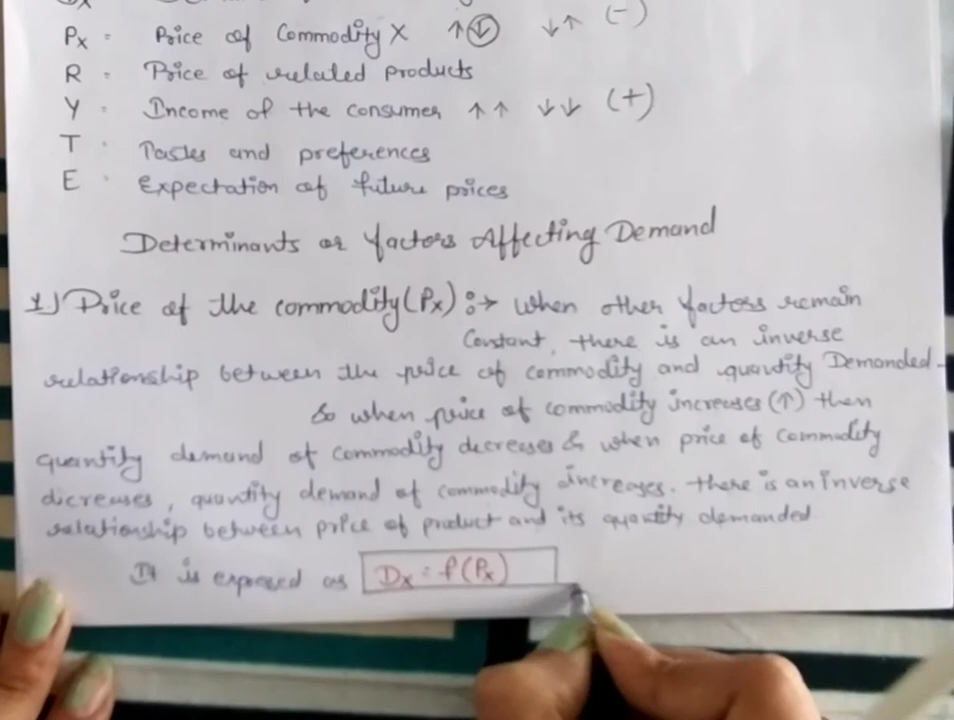 Px = Price of Commodity X ↑↓ ↓↑ (-)
R = Price of related products
Y = Income of the consumer ↑↑ ↓↓ (+)
T = Tastes and preferences
E = Expectation of future prices
Determinants or factors Affecting Demand
1) Price of the commodity (Px) :→ When other factors remain
Constant, there is an inverse
relationship between the price of commodity and quantity Demanded.
So when price of commodity increases (↑) then
quantity demand of commodity decreases & when price of commodity
dicreases, quantity demand of commodity increases. there is an inverse
relationship between price of product and its quantity demanded
It is expresed as Dx = f(Px)